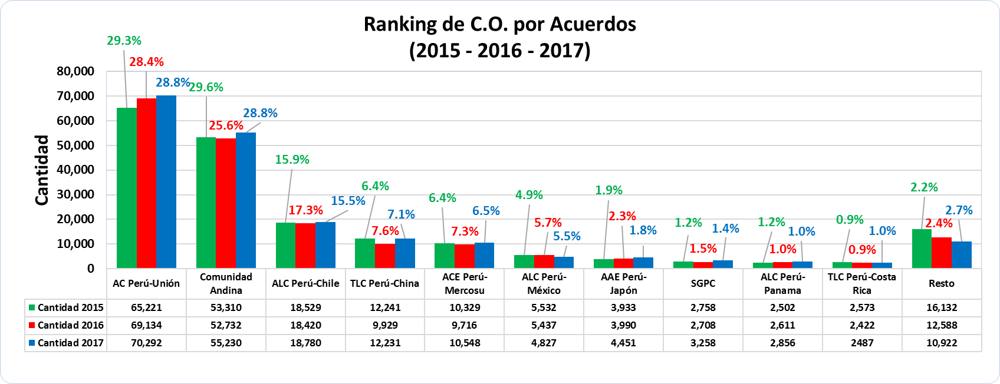 Ranking de C.O. por Acuerdos
(2015 - 2016 - 2017)
Cantidad
80,000
70,000
60,000
50,000
40,000
30,000
20,000
10,000
0
29.3%
28.4%
28.8%
29.6%
25.6%
28.8%
15.9%
17.3%
15.5%
6.4%
7.6%
7.1%
6.4%
7.3%
6.5%
4.9%
5.7%
5.5%
1.9%
2.3%
1.8%
1.2%
1.5%
1.4%
1.2%
1.0%
1.0%
0.9%
0.9%
1.0%
2.2%
2.4%
2.7%
AC Perú-Unión
Comunidad
Andina
ALC Perú-Chile
TLC Perú-China
ACE Perú-
Mercosu
ALC Perú-
México
AAE Perú-
Japón
SGPC
ALC Perú-
Panama
TLC Perú-Costa
Rica
Resto
Cantidad 2015 65,221 53,310 18,529 12,241 10,329 5,532 3,933 2,758 2,502 2,573 16,132
Cantidad 2016 69,134 52,732 18,420 9,929 9,716 5,437 3,990 2,708 2,611 2,422 12,588
Cantidad 2017 70,292 55,230 18,780 12,231 10,548 4,827 4,451 3,258 2,856 2487 10,922